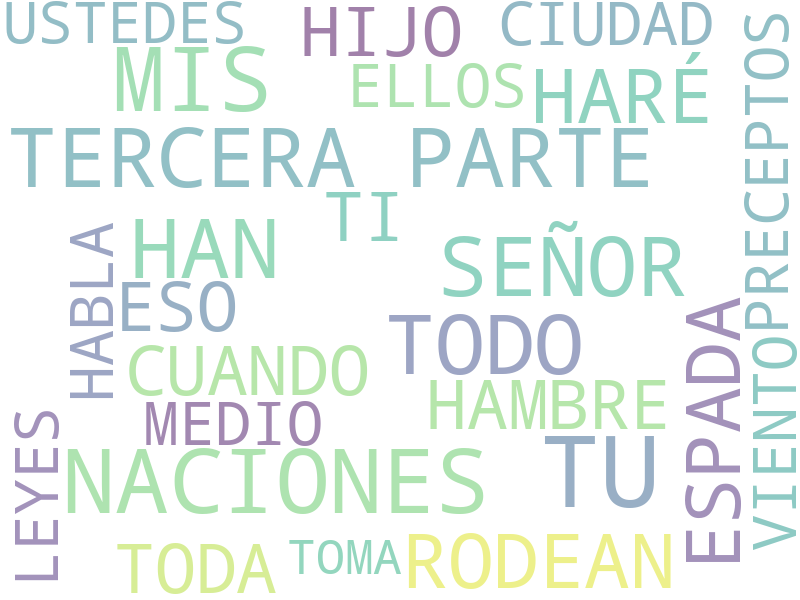 USTEDES
HIJO
CIUDAD
MIS
ELLOS
HARÉ
PRECEPTOS
TERCERA PARTE
TI
HAN
SEÑOR
HABLA
ESO
TODO
ESPADA
VIENTO
CUANDO
HAMBRE
MEDIO
LEYES
NACIONES
TU
TODA
TOMA
RODEAN